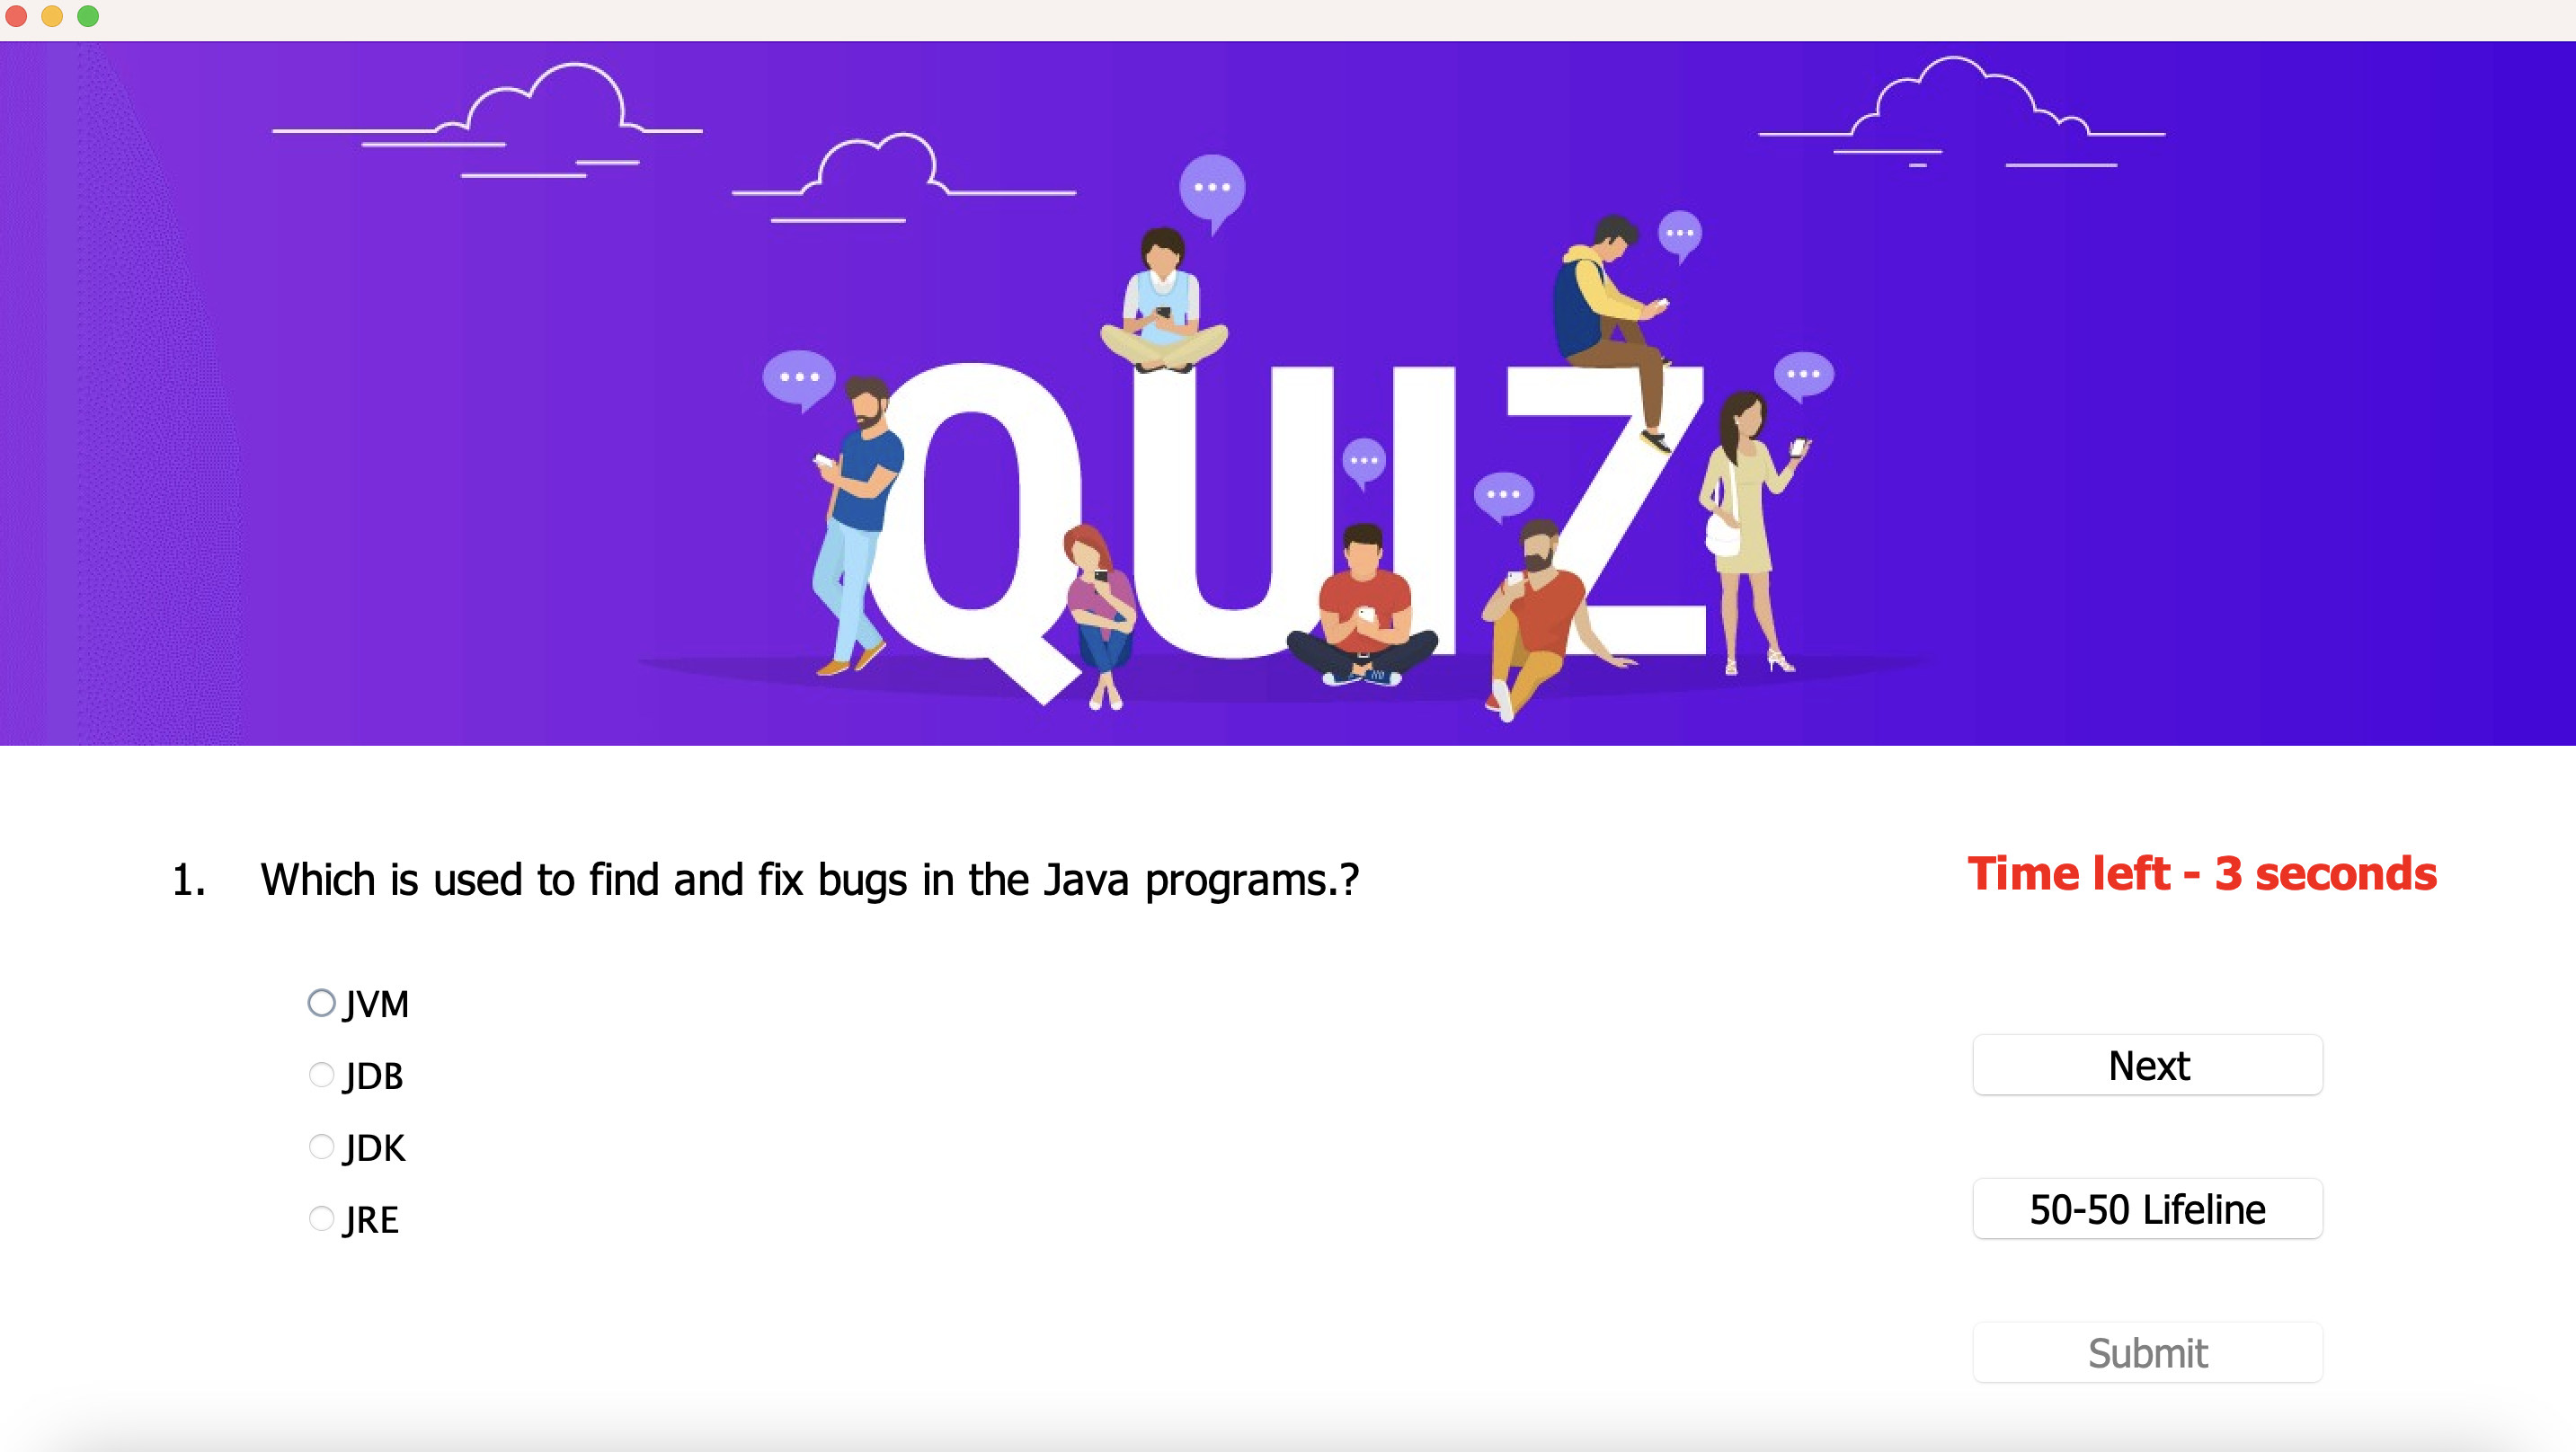 QUIZ
1. Which is used to find and fix bugs in the Java programs.?
Time left - 3 seconds
JVM
JDB
JDK
JRE
Next
50-50 Lifeline
Submit